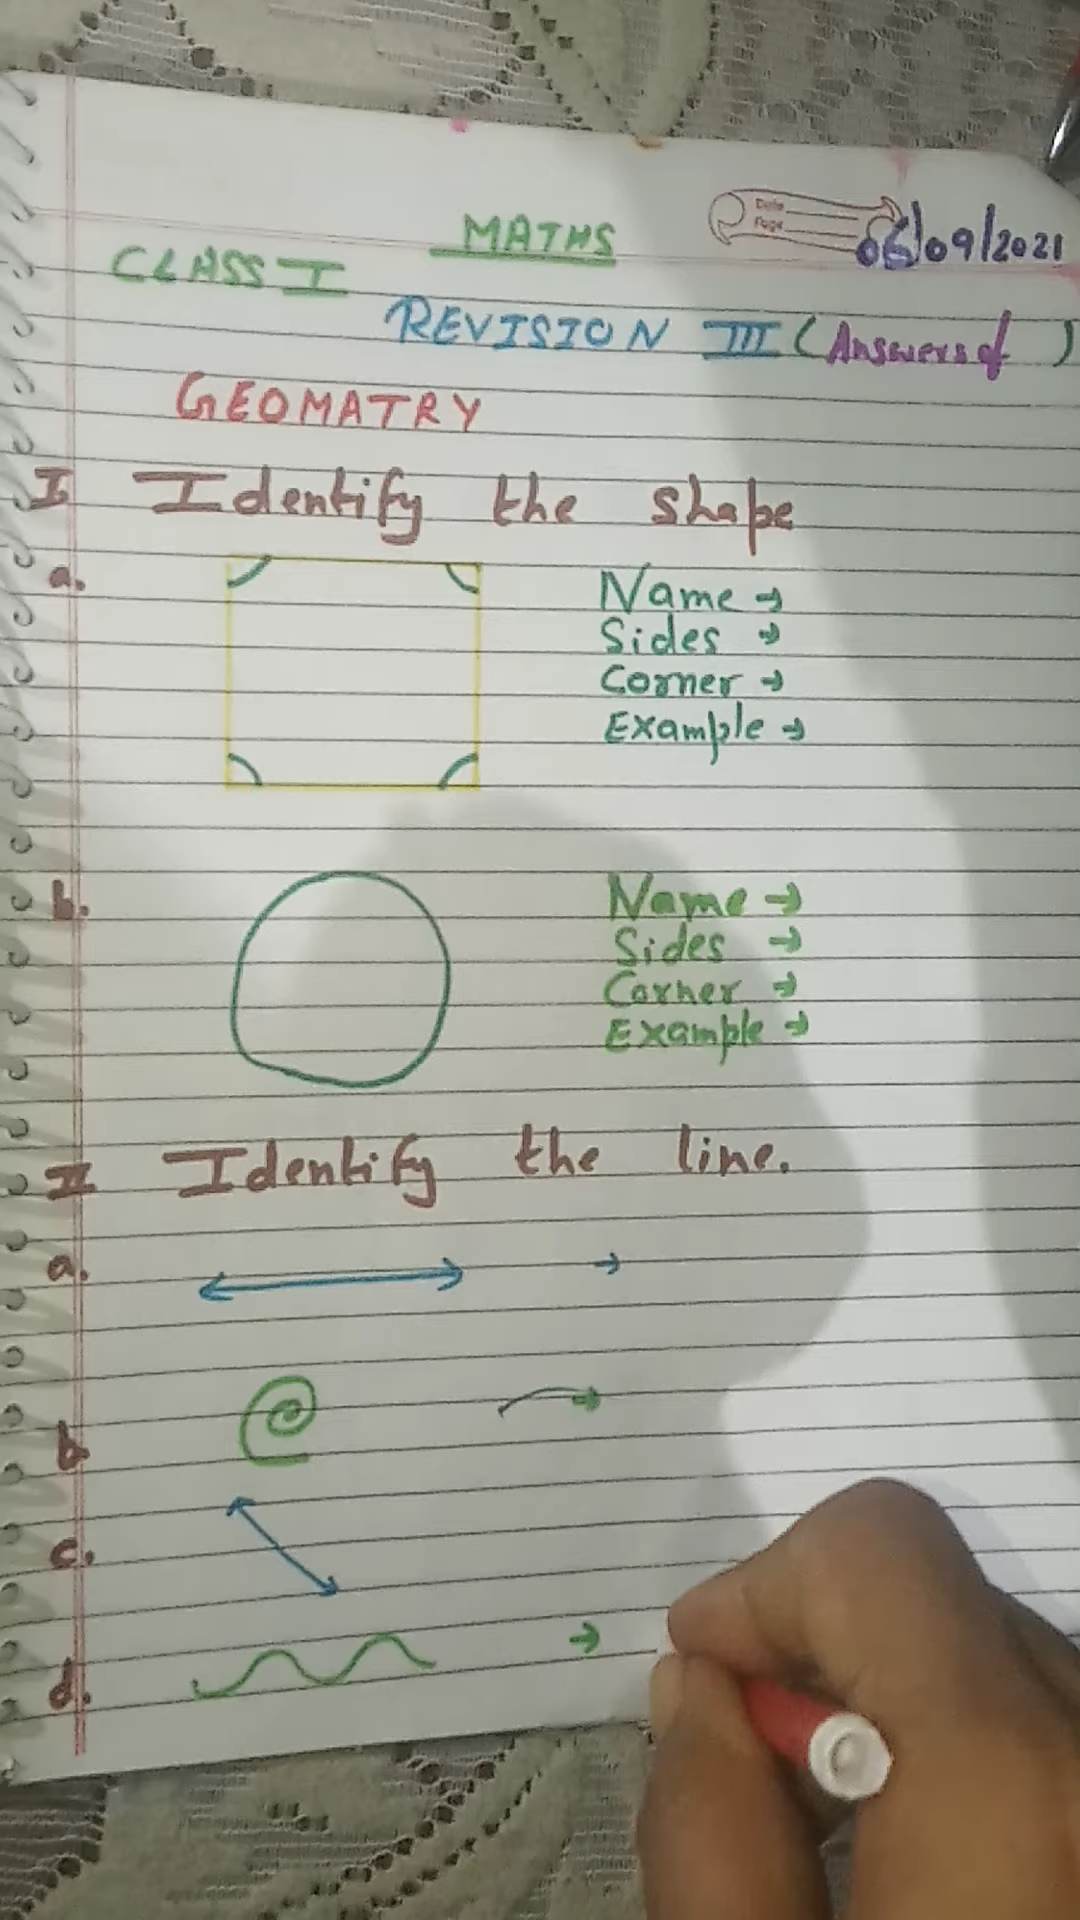 MATHS
Date
Page
06/09/2021
CLASS I
REVISION III (Answers of )
GEOMATRY
I Identify the shape
a.
Name →
Sides →
Corner →
Example →
b.
Name →
Sides →
Corner →
Example →
II Identify the line.
a. →
b →
c.
d. →